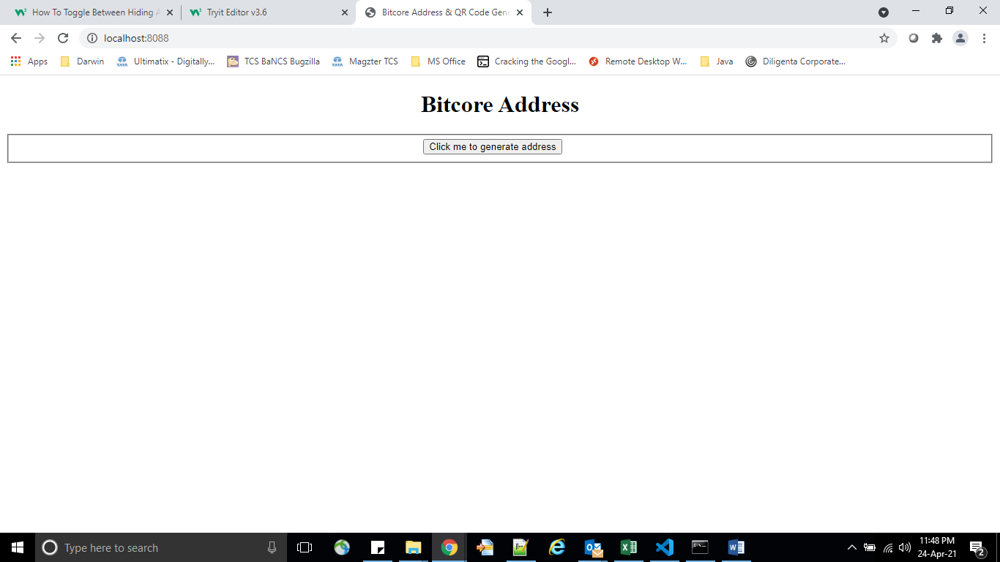 How To Toggle Between Hiding
Tryit Editor v3.6
Bitcore Address & QR Code Gen
localhost:8088
Apps
Darwin
Ultimatix - Digitally...
TCS BaNCS Bugzilla
Magzter TCS
MS Office
Cracking the Googl...
Remote Desktop W...
Java
Diligenta Corporate...
Bitcore Address
Click me to generate address
Type here to search
11:48 PM
24-Apr-21
2